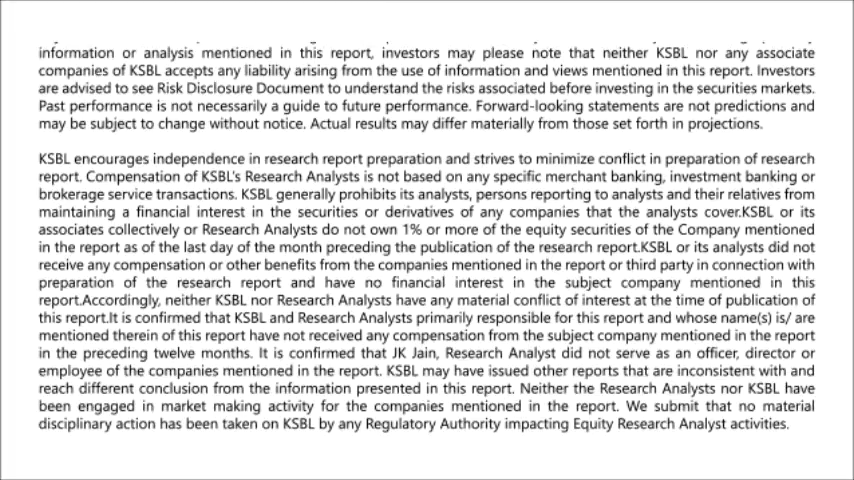 information or analysis mentioned in this report, investors may please note that neither KSBL nor any associate
companies of KSBL accepts any liability arising from the use of information and views mentioned in this report. Investors
are advised to see Risk Disclosure Document to understand the risks associated before investing in the securities markets.
Past performance is not necessarily a guide to future performance. Forward-looking statements are not predictions and
may be subject to change without notice. Actual results may differ materially from those set forth in projections.
KSBL encourages independence in research report preparation and strives to minimize conflict in preparation of research
report. Compensation of KSBL's Research Analysts is not based on any specific merchant banking, investment banking or
brokerage service transactions. KSBL generally prohibits its analysts, persons reporting to analysts and their relatives from
maintaining a financial interest in the securities or derivatives of any companies that the analysts cover.KSBL or its
associates collectively or Research Analysts do not own 1% or more of the equity securities of the Company mentioned
in the report as of the last day of the month preceding the publication of the research report.KSBL or its analysts did not
receive any compensation or other benefits from the companies mentioned in the report or third party in connection with
preparation of the research report and have no financial interest in the subject company mentioned in this
report.Accordingly, neither KSBL nor Research Analysts have any material conflict of interest at the time of publication of
this report.It is confirmed that KSBL and Research Analysts primarily responsible for this report and whose name(s) is/ are
mentioned therein of this report have not received any compensation from the subject company mentioned in the report
in the preceding twelve months. It is confirmed that JK Jain, Research Analyst did not serve as an officer, director or
employee of the companies mentioned in the report. KSBL may have issued other reports that are inconsistent with and
reach different conclusion from the information presented in this report. Neither the Research Analysts nor KSBL have
been engaged in market making activity for the companies mentioned in the report. We submit that no material
disciplinary action has been taken on KSBL by any Regulatory Authority impacting Equity Research Analyst activities.